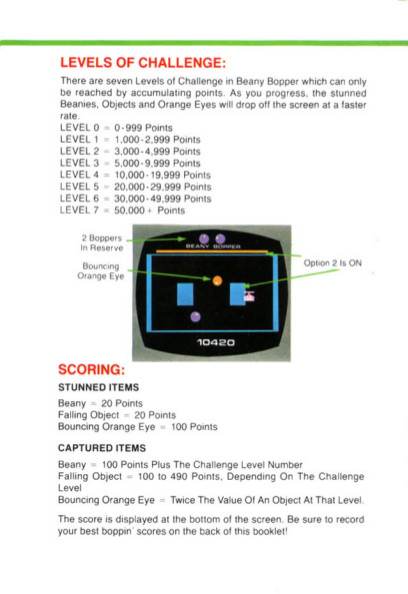 LEVELS OF CHALLENGE:
There are seven Levels of Challenge in Beany Bopper which can only
be reached by accumulating points. As you progress, the stunned
Beanies, Objects and Orange Eyes will drop off the screen at a faster
rate.
LEVEL 0 = 0-999 Points
LEVEL 1 = 1,000-2,999 Points
LEVEL 2 = 3,000-4,999 Points
LEVEL 3 = 5,000-9,999 Points
LEVEL 4 = 10,000-19,999 Points
LEVEL 5 = 20,000-29,999 Points
LEVEL 6 = 30,000-49,999 Points
LEVEL 7 = 50,000+ Points
2 Boppers
In Reserve
BEANY BOPPER
Bouncing
Orange Eye
Option 2 Is ON
10420
SCORING:
STUNNED ITEMS
Beany = 20 Points
Falling Object = 20 Points
Bouncing Orange Eye = 100 Points
CAPTURED ITEMS
Beany = 100 Points Plus The Challenge Level Number
Falling Object = 100 to 490 Points, Depending On The Challenge
Level
Bouncing Orange Eye = Twice The Value Of An Object At That Level.
The score is displayed at the bottom of the screen. Be sure to record
your best boppin' scores on the back of this booklet!